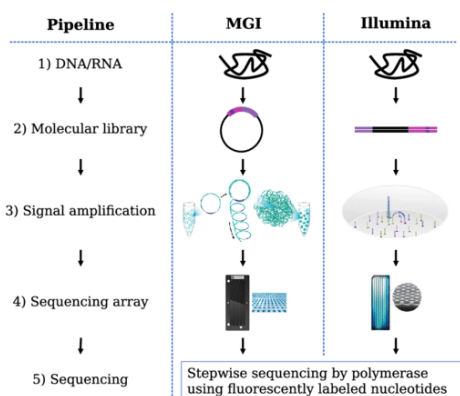 Pipeline MGI Illumina
1) DNA/RNA
2) Molecular library
3) Signal amplification
4) Sequencing array
5) Sequencing
Stepwise sequencing by polymerase
using fluorescently labeled nucleotides